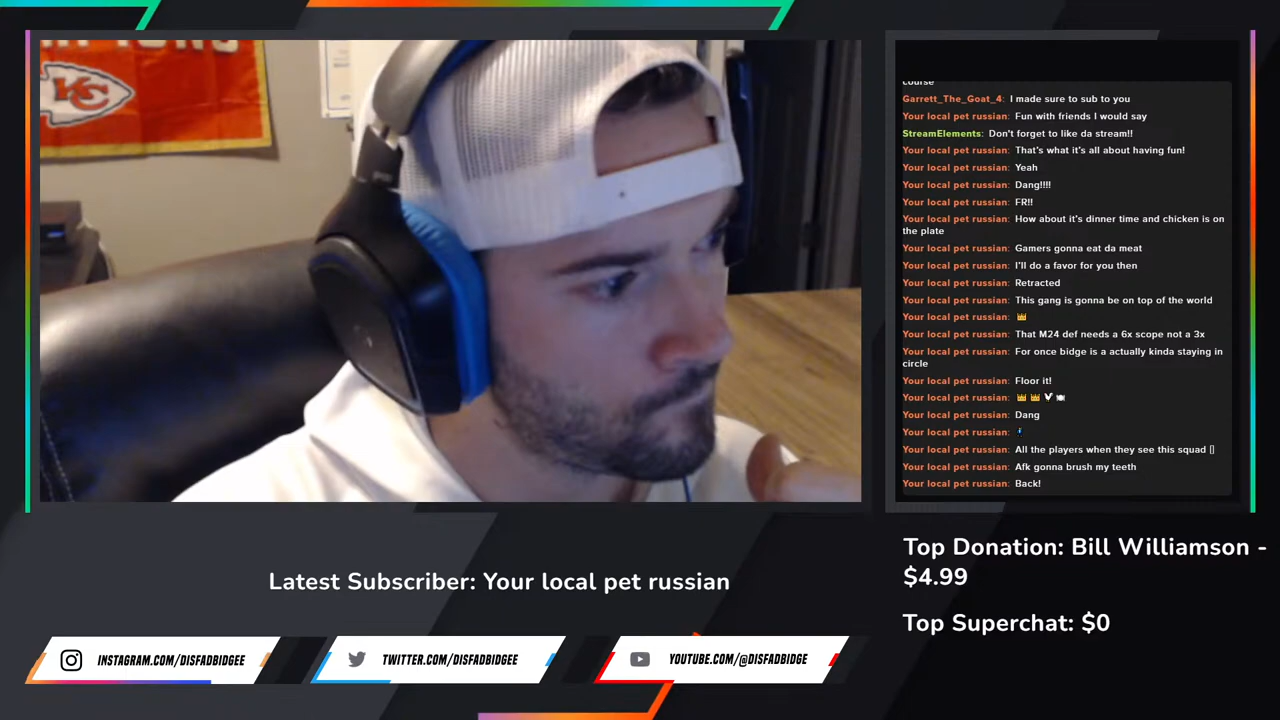 KC
course
Garrett_The_Goat_4: I made sure to sub to you
Your local pet russian: Fun with friends I would say
StreamElements: Don't forget to like da stream!!
Your local pet russian: That's what it's all about having fun!
Your local pet russian: Yeah
Your local pet russian: Dang!!!!
Your local pet russian: FR!!
Your local pet russian: How about it's dinner time and chicken is on
the plate
Your local pet russian: Gamers gonna eat da meat
Your local pet russian: I'll do a favor for you then
Your local pet russian: Retracted
Your local pet russian: This gang is gonna be on top of the world
Your local pet russian: 👑
Your local pet russian: That M24 def needs a 6x scope not a 3x
Your local pet russian: For once bidge is a actually kinda staying in
circle
Your local pet russian: Floor it!
Your local pet russian: 👑 👑
Your local pet russian: Dang
Your local pet russian:
Your local pet russian: All the players when they see this squad []
Your local pet russian: Afk gonna brush my teeth
Your local pet russian: Back!
Top Donation: Bill Williamson -
$4.99
Top Superchat: $0
Latest Subscriber: Your local pet russian
INSTAGRAM.COM/DISFADBIDGEE
TWITTER.COM/DISFADBIDGEE
YOUTUBE.COM/@DISFADBIDGE